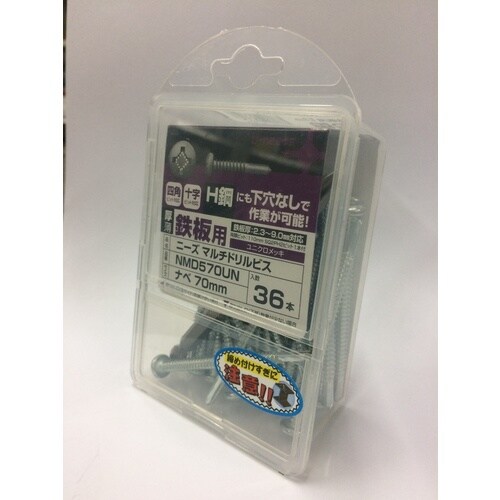 四角 十字 H鋼 にも下穴なしで
作業が可能!
厚用
鉄板用
鉄板厚:2.3~9.0mm対応
ユニクロメッキ
ニーズ マルチドリルビス
NMD570UN
ナベ 70mm
入数
36本
締め付けすぎに
注意!!